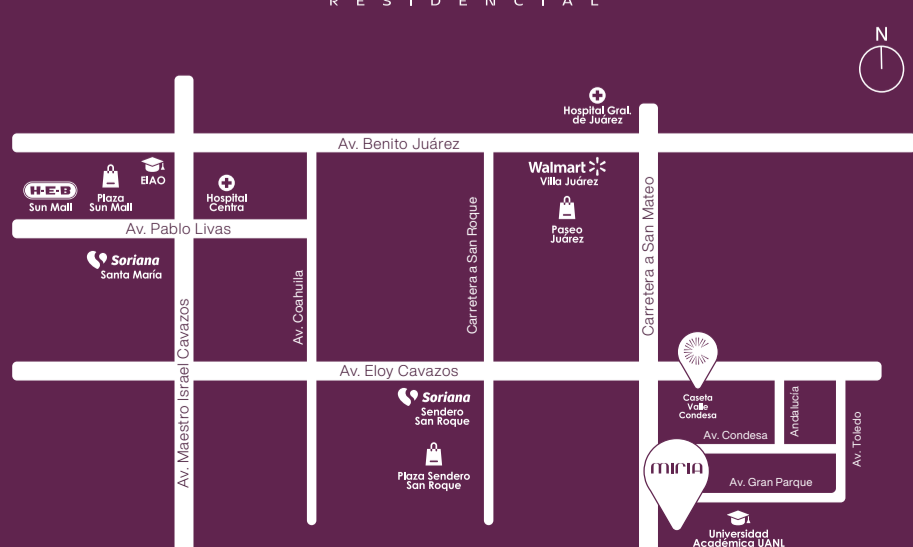 RESIDENCIAL
N
Hospital Gral.
de Juárez
Av. Benito Juárez
H-E-B
Sun Mall
Plaza
Sun Mall
EIAO
Hospital
Centra
Walmart
Villa Juárez
Paseo
Juárez
Av. Pablo Livas
Soriana
Santa María
Av. Maestro Israel Cavazos
Av. Coahuila
Carretera a San Roque
Carretera a San Mateo
Av. Eloy Cavazos
Soriana
Sendero
San Roque
Plaza Sendero
San Roque
Caseta
Valle
Condesa
Av. Condesa
Andalucía
Av. Toledo
MIRIA
Av. Gran Parque
Universidad
Académica UANL